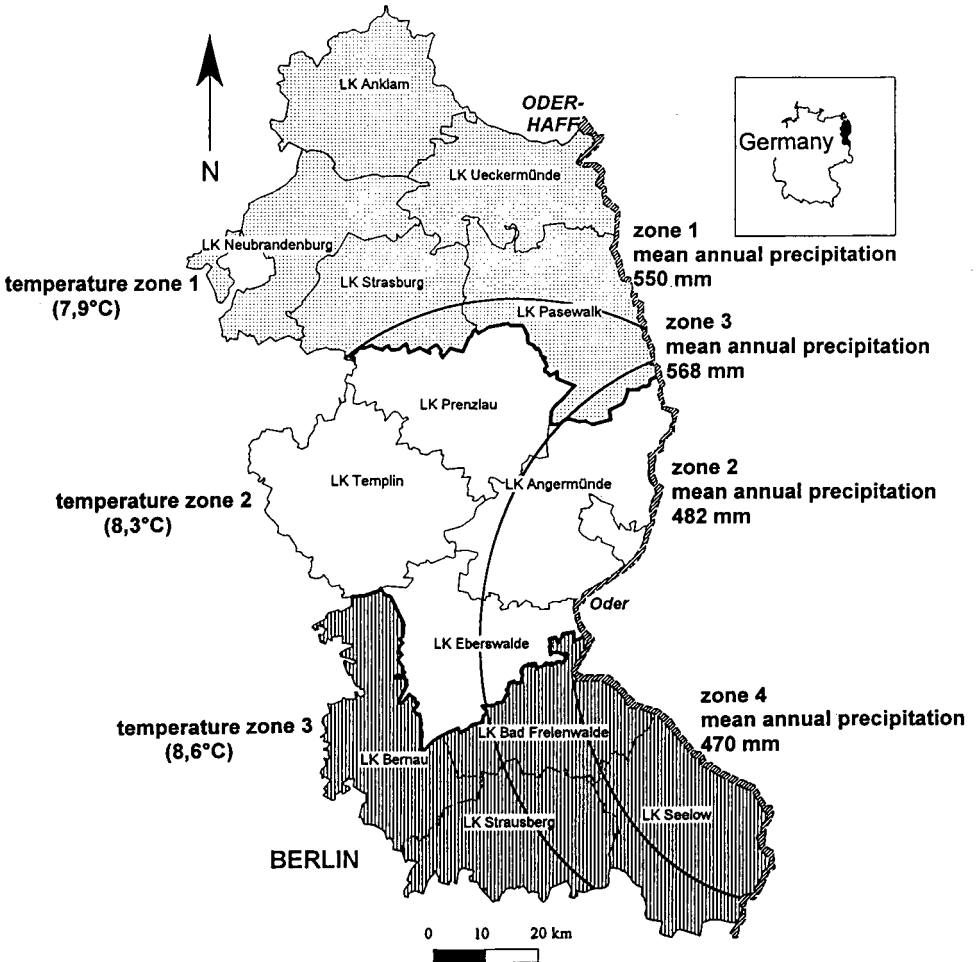 LK Anklam
ODER-
HAFF
Germany
N
LK Ueckermünde
zone 1
mean annual precipitation
550 mm
LK Neubrandenburg
temperature zone 1
(7,9°C)
LK Strasburg
LK Pasewalk
zone 3
mean annual precipitation
568 mm
LK Prenzlau
zone 2
mean annual precipitation
482 mm
LK Templin
LK Angermünde
temperature zone 2
(8,3°C)
Oder
LK Eberswalde
zone 4
mean annual precipitation
470 mm
temperature zone 3
(8,6°C)
LK Bad Freienwalde
LK Bernau
LK Strausberg
LK Seelow
BERLIN
0 10 20 km